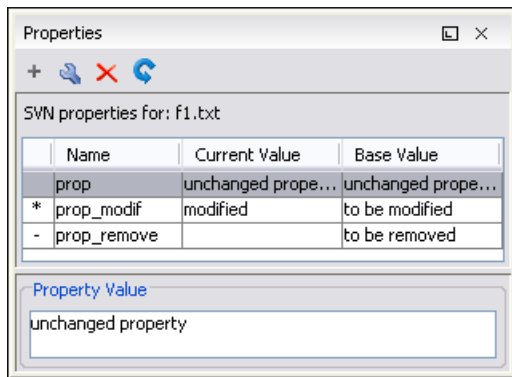 Properties
SVN properties for: f1.txt
Name Current Value Base Value
prop unchanged prope... unchanged prope...
* prop_modif modified to be modified
- prop_remove to be removed
Property Value
unchanged property